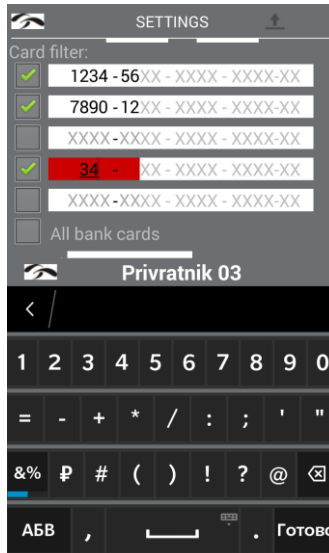 SETTINGS
Card filter:
1234 - 56XX - XXXX - XXXX-XX
7890 - 12XX - XXXX - XXXX-XX
XXXX - XXXX - XXXX - XXXX-XX
34 - XX - XXXX - XXXX-XX
XXXX - XXXX - XXXX - XXXX-XX
All bank cards
Privratnik 03
1 2 3 4 5 6 7 8 9 0
= - + * / : ; ' "
&% ₽ # ( ) ! ? @
АБВ , . Готово